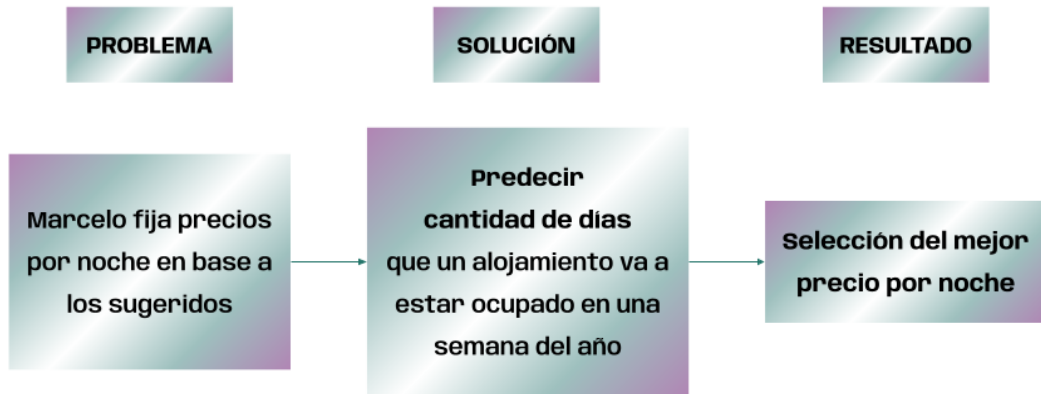 PROBLEMA
SOLUCIÓN
RESULTADO
Marcelo fija precios
por noche en base a
los sugeridos
Predecir
cantidad de días
que un alojamiento va a
estar ocupado en una
semana del año
Selección del mejor
precio por noche